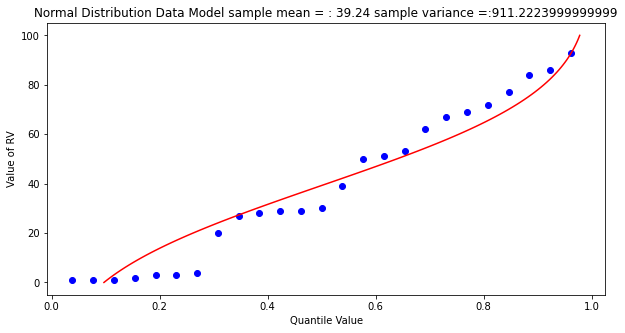 Normal Distribution Data Model sample mean = : 39.24 sample variance =:911.2223999999999
100
80
60
40
20
0
Value of RV
0.0 0.2 0.4 0.6 0.8 1.0
Quantile Value